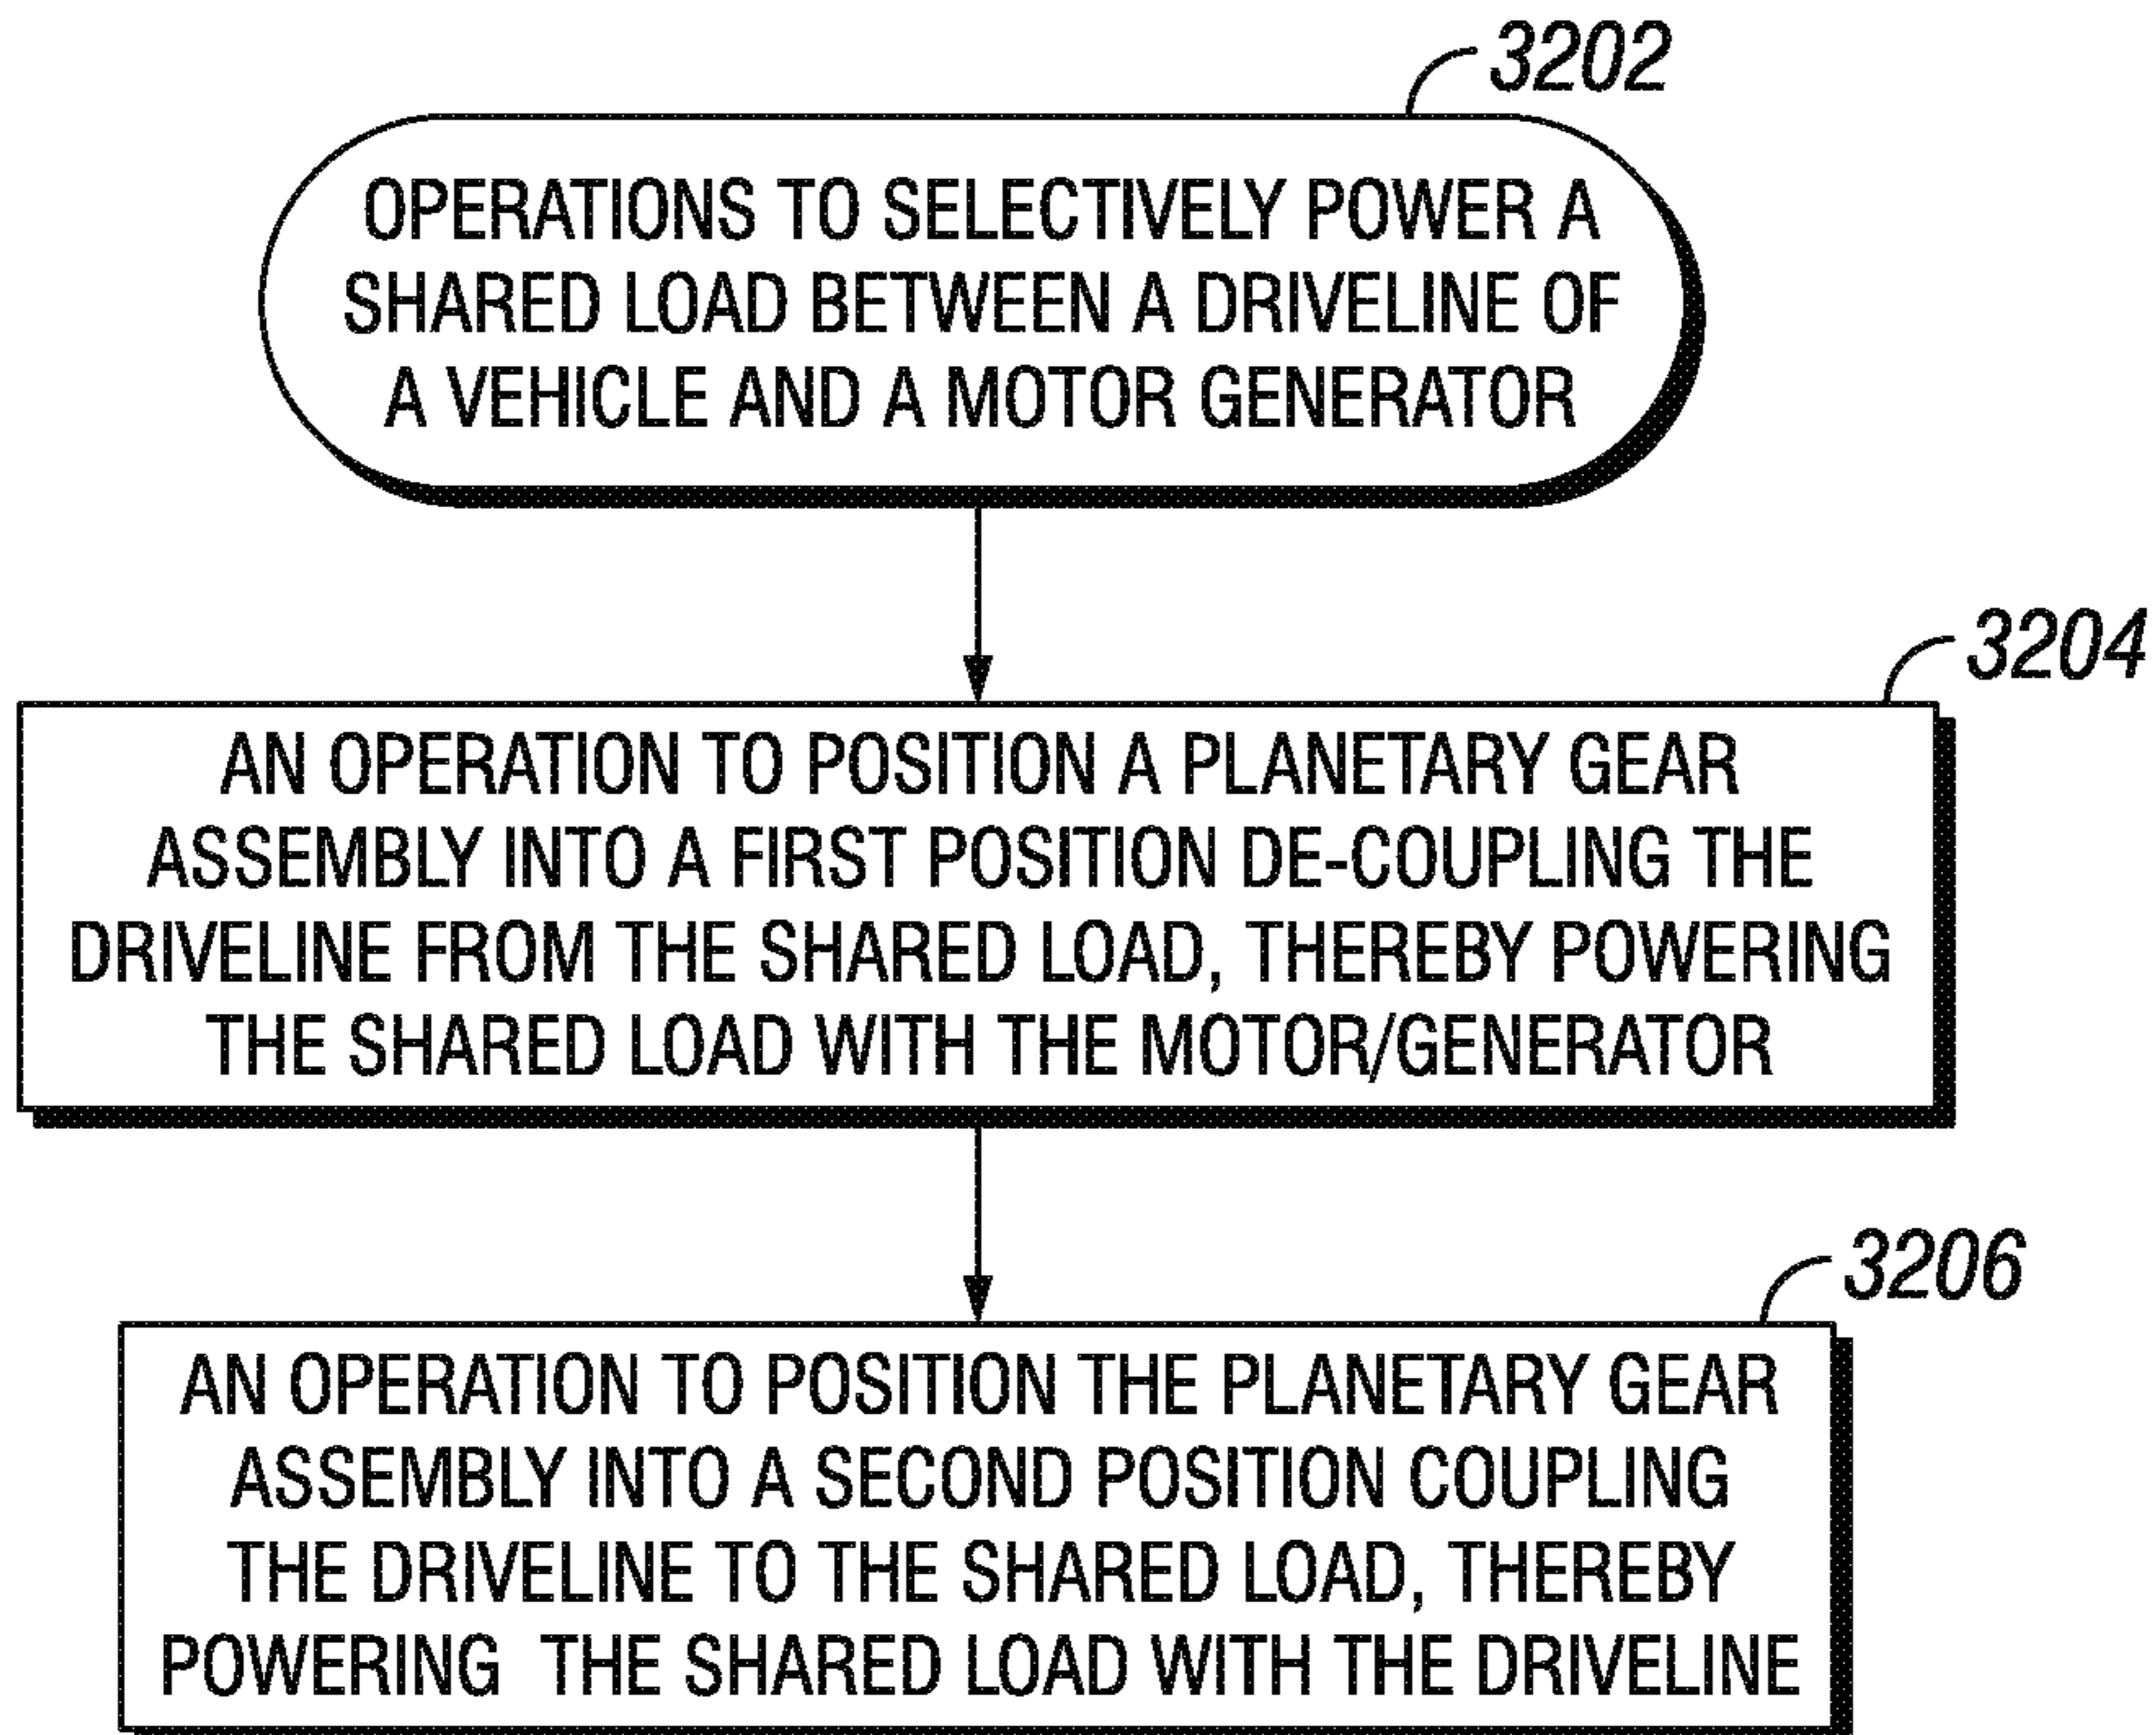 3202
OPERATIONS TO SELECTIVELY POWER A
SHARED LOAD BETWEEN A DRIVELINE OF
A VEHICLE AND A MOTOR GENERATOR
3204
AN OPERATION TO POSITION A PLANETARY GEAR
ASSEMBLY INTO A FIRST POSITION DE-COUPLING THE
DRIVELINE FROM THE SHARED LOAD, THEREBY POWERING
THE SHARED LOAD WITH THE MOTOR/GENERATOR
3206
AN OPERATION TO POSITION THE PLANETARY GEAR
ASSEMBLY INTO A SECOND POSITION COUPLING
THE DRIVELINE TO THE SHARED LOAD, THEREBY
POWERING THE SHARED LOAD WITH THE DRIVELINE